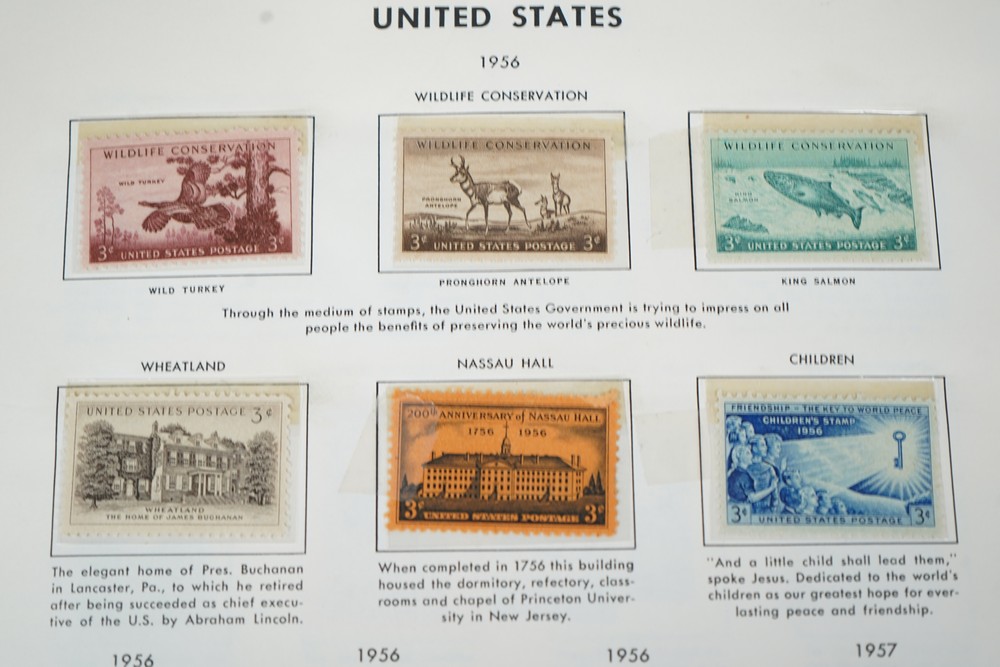 UNITED STATES
1956
WILDLIFE CONSERVATION
WILDLIFE CONSERVATION
WILD TURKEY
3¢ UNITED STATES POSTAGE 3¢
WILDLIFE CONSERVATION
PRONGHORN
ANTELOPE
3¢ UNITED STATES POSTAGE 3¢
WILDLIFE CONSERVATION
KING
SALMON
3¢ UNITED STATES POSTAGE 3¢
WILD TURKEY
PRONGHORN ANTELOPE
KING SALMON
Through the medium of stamps, the United States Government is trying to impress on all
people the benefits of preserving the world's precious wildlife.
WHEATLAND
UNITED STATES POSTAGE 3¢
WHEATLAND
THE HOME OF JAMES BUCHANAN
The elegant home of Pres. Buchanan
in Lancaster, Pa., to which he retired
after being succeeded as chief execu-
tive of the U.S. by Abraham Lincoln.
NASSAU HALL
200th ANNIVERSARY of NASSAU HALL
1756 1956
3¢ UNITED STATES POSTAGE 3¢
When completed in 1756 this building
housed the dormitory, refectory, class-
rooms and chapel of Princeton Univer-
sity in New Jersey.
CHILDREN
FRIENDSHIP - THE KEY TO WORLD PEACE
CHILDREN'S STAMP
1956
3¢ UNITED STATES POSTAGE 3¢
"And a little child shall lead them,"
spoke Jesus. Dedicated to the world's
children as our greatest hope for ever-
lasting peace and friendship.
1956 1956 1956 1957